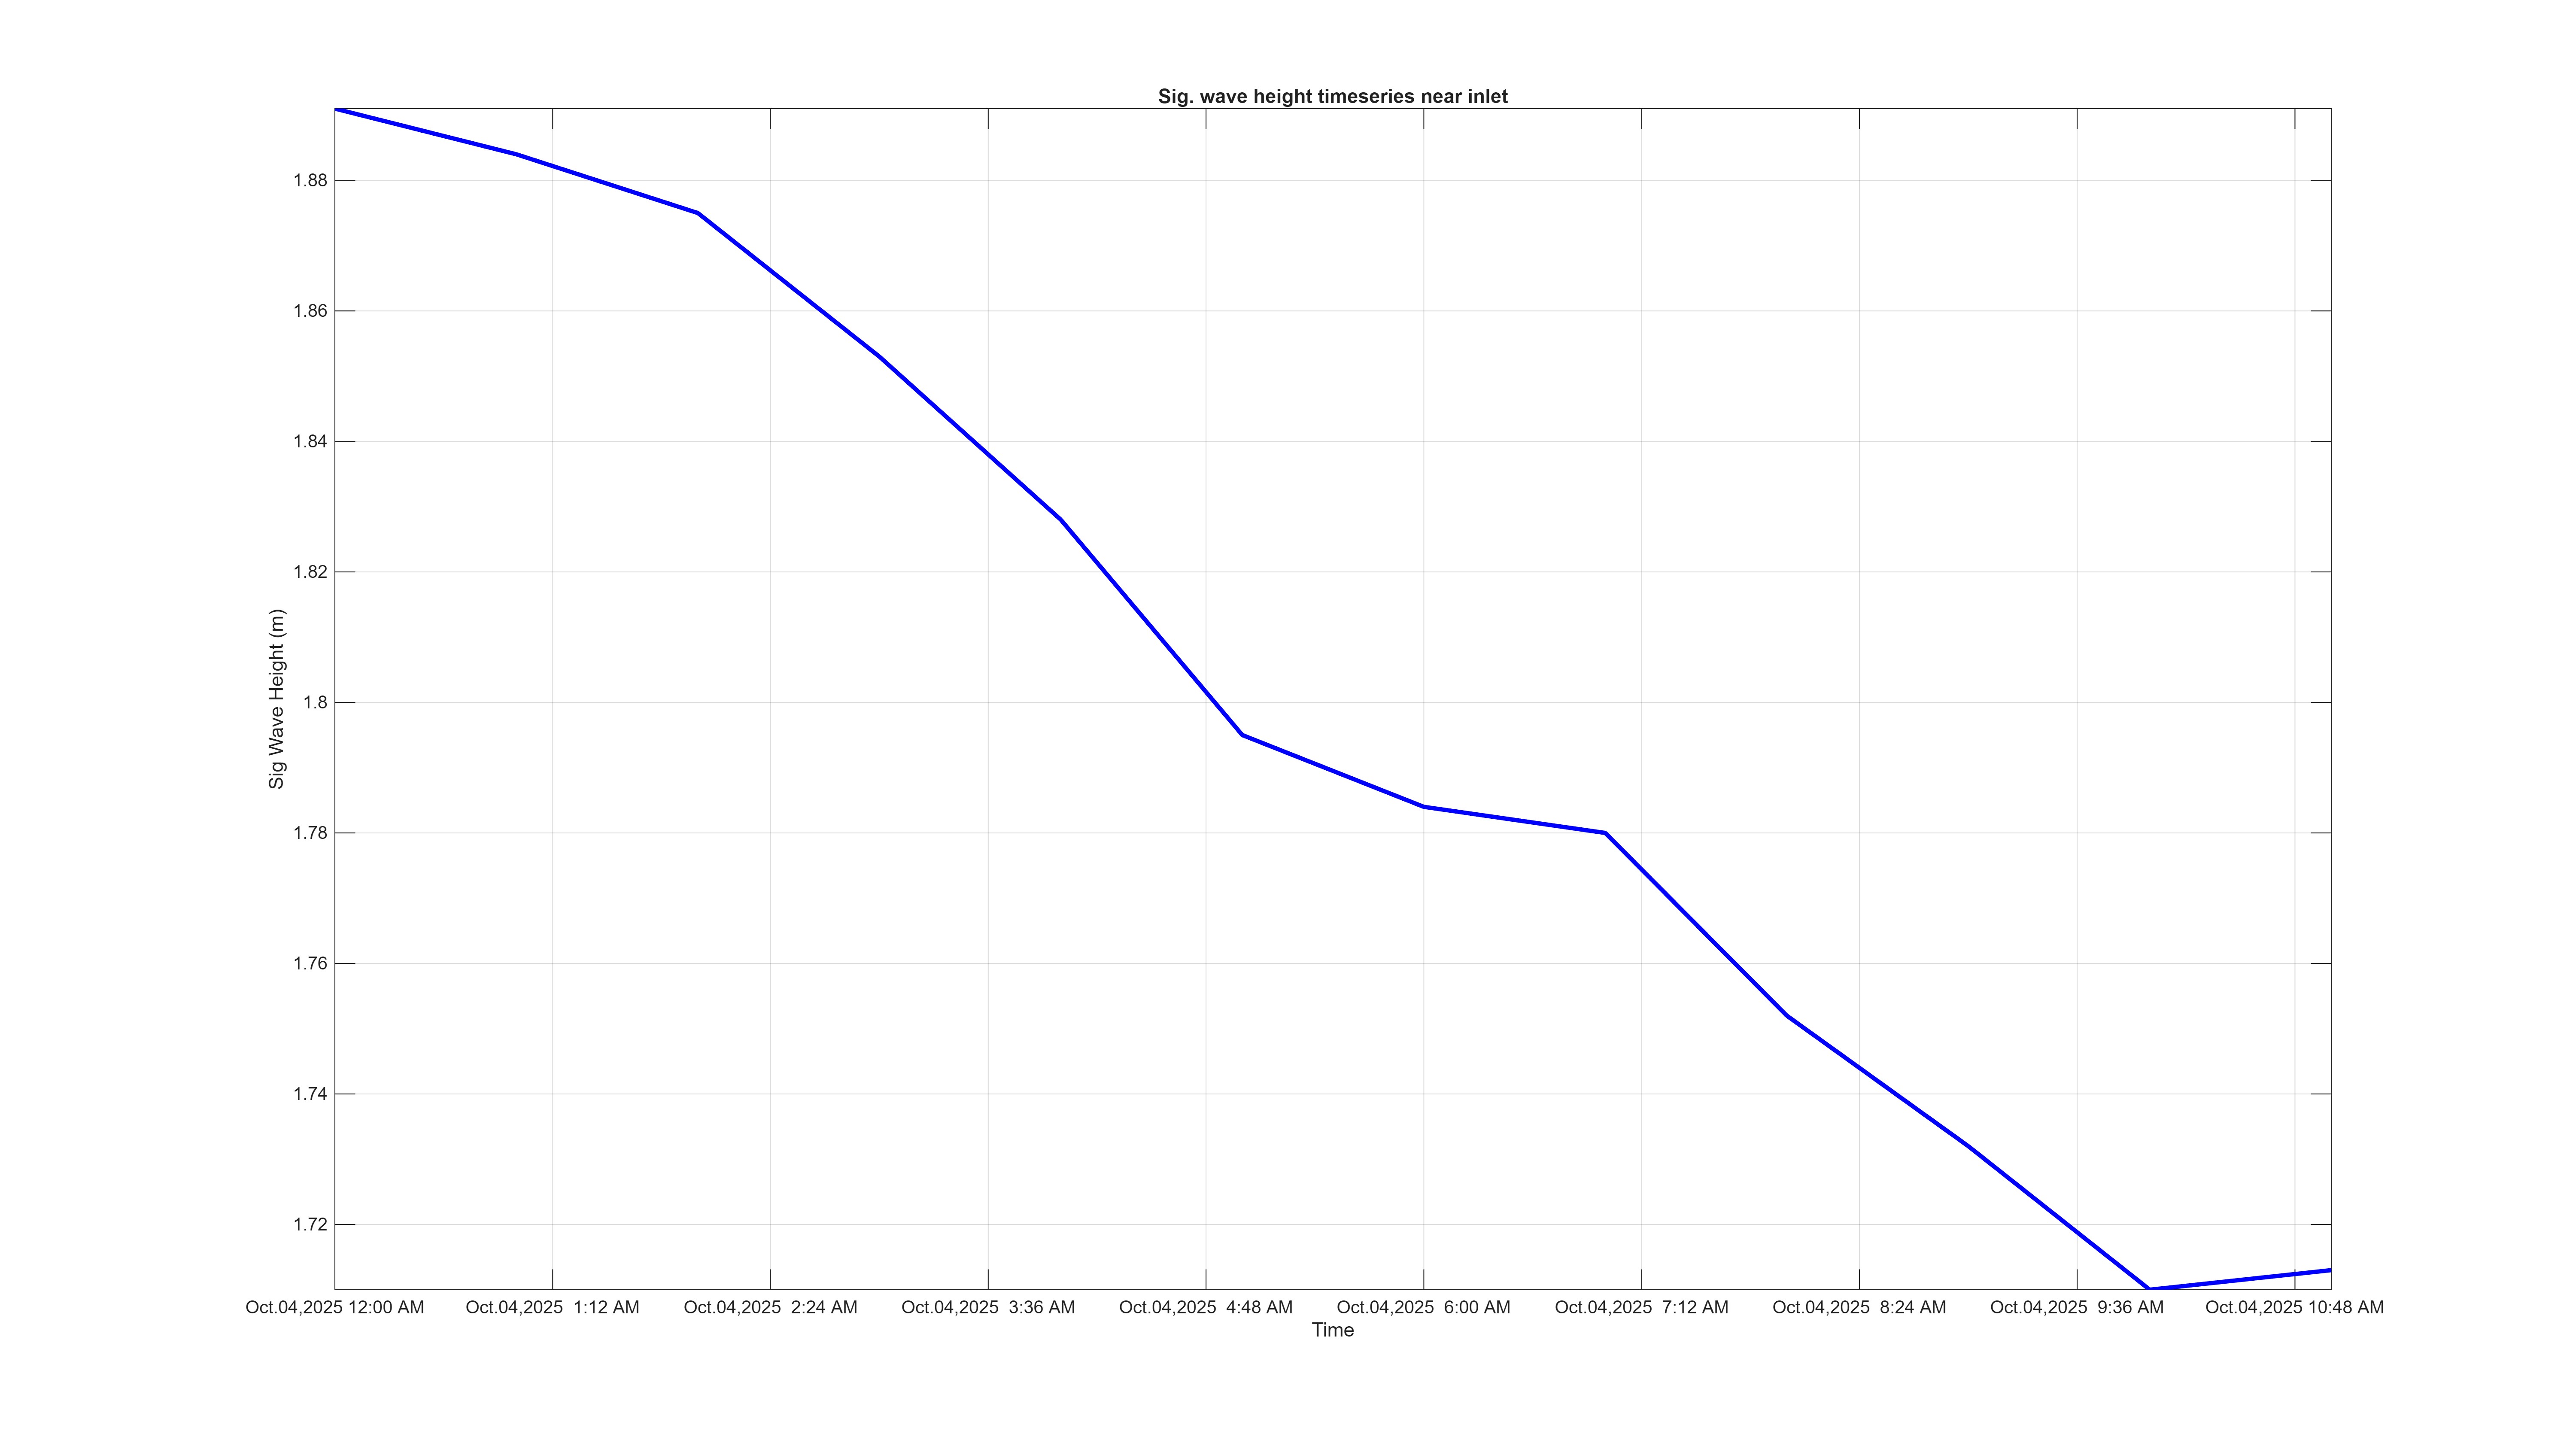 Sig. wave height timeseries near inlet
1.88
1.86
1.84
1.82
1.8
1.78
1.76
1.74
1.72
Sig Wave Height (m)
Oct.04,2025 12:00 AM Oct.04,2025  1:12 AM Oct.04,2025  2:24 AM Oct.04,2025  3:36 AM Oct.04,2025  4:48 AM Oct.04,2025  6:00 AM Oct.04,2025  7:12 AM Oct.04,2025  8:24 AM Oct.04,2025  9:36 AM Oct.04,2025 10:48 AM
Time